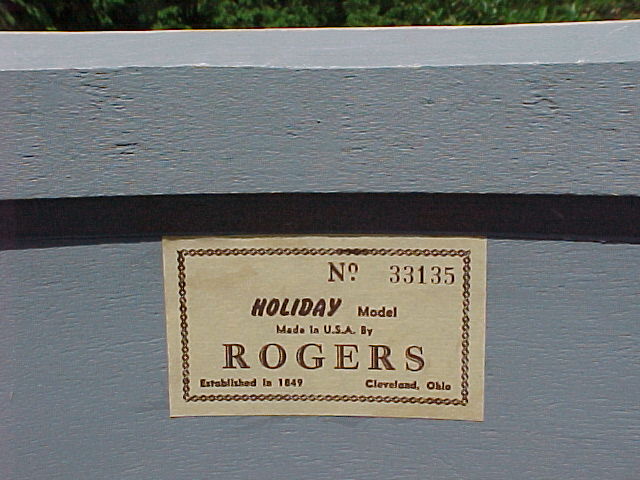 Nº 33135
HOLIDAY Model
Made in U.S.A. By
ROGERS
Established in 1849 Cleveland, Ohio